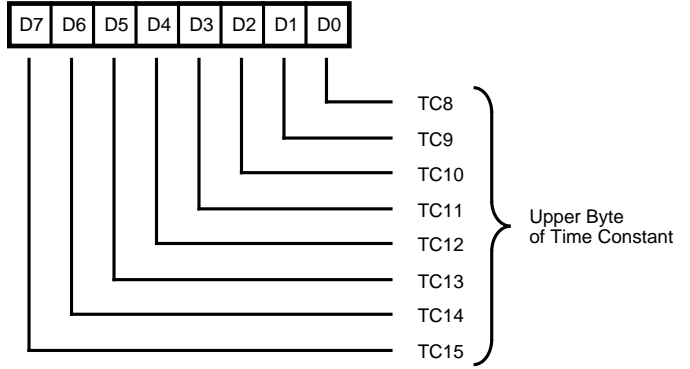 D7 D6 D5 D4 D3 D2 D1 D0
TC8
TC9
TC10
TC11
TC12
TC13
TC14
TC15
Upper Byte
of Time Constant